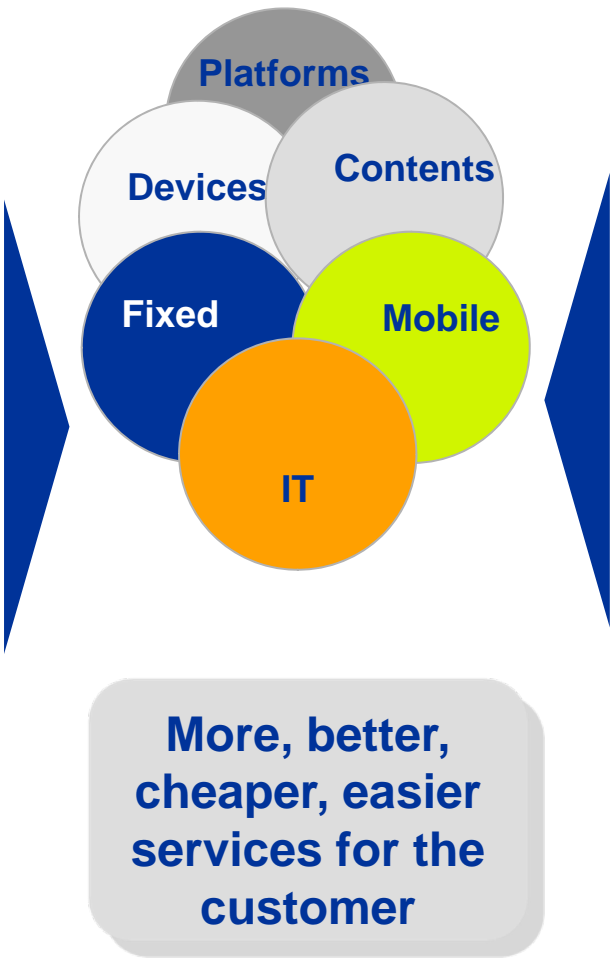 Platforms
Contents
Devices
Fixed
Mobile
IT
More, better,
cheaper, easier
services for the
customer